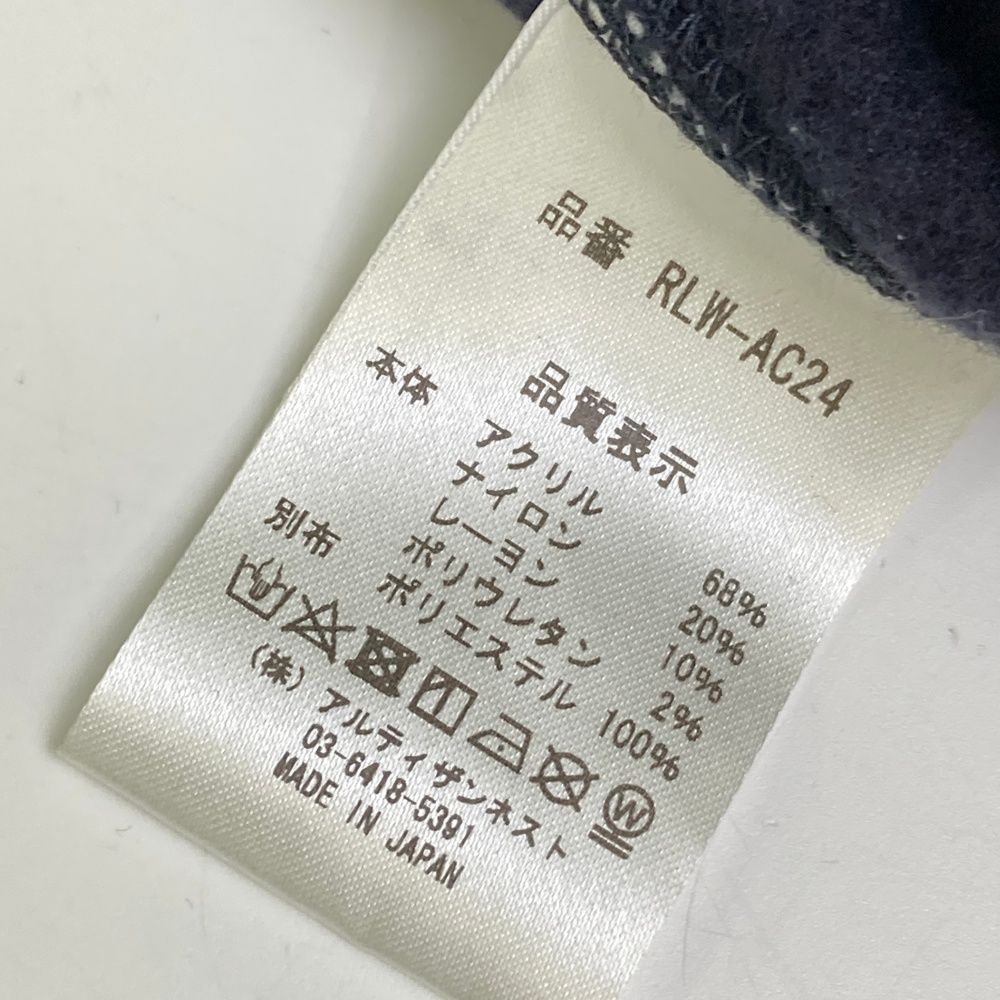 品番 RLW-AC24
品質表示
本体 アクリル 68%
ナイロン 20%
レーヨン 10%
ポリウレタン 2%
別布 ポリエステル 100%
W
(株)アルティザンネスト
03-6418-5391
MADE IN JAPAN